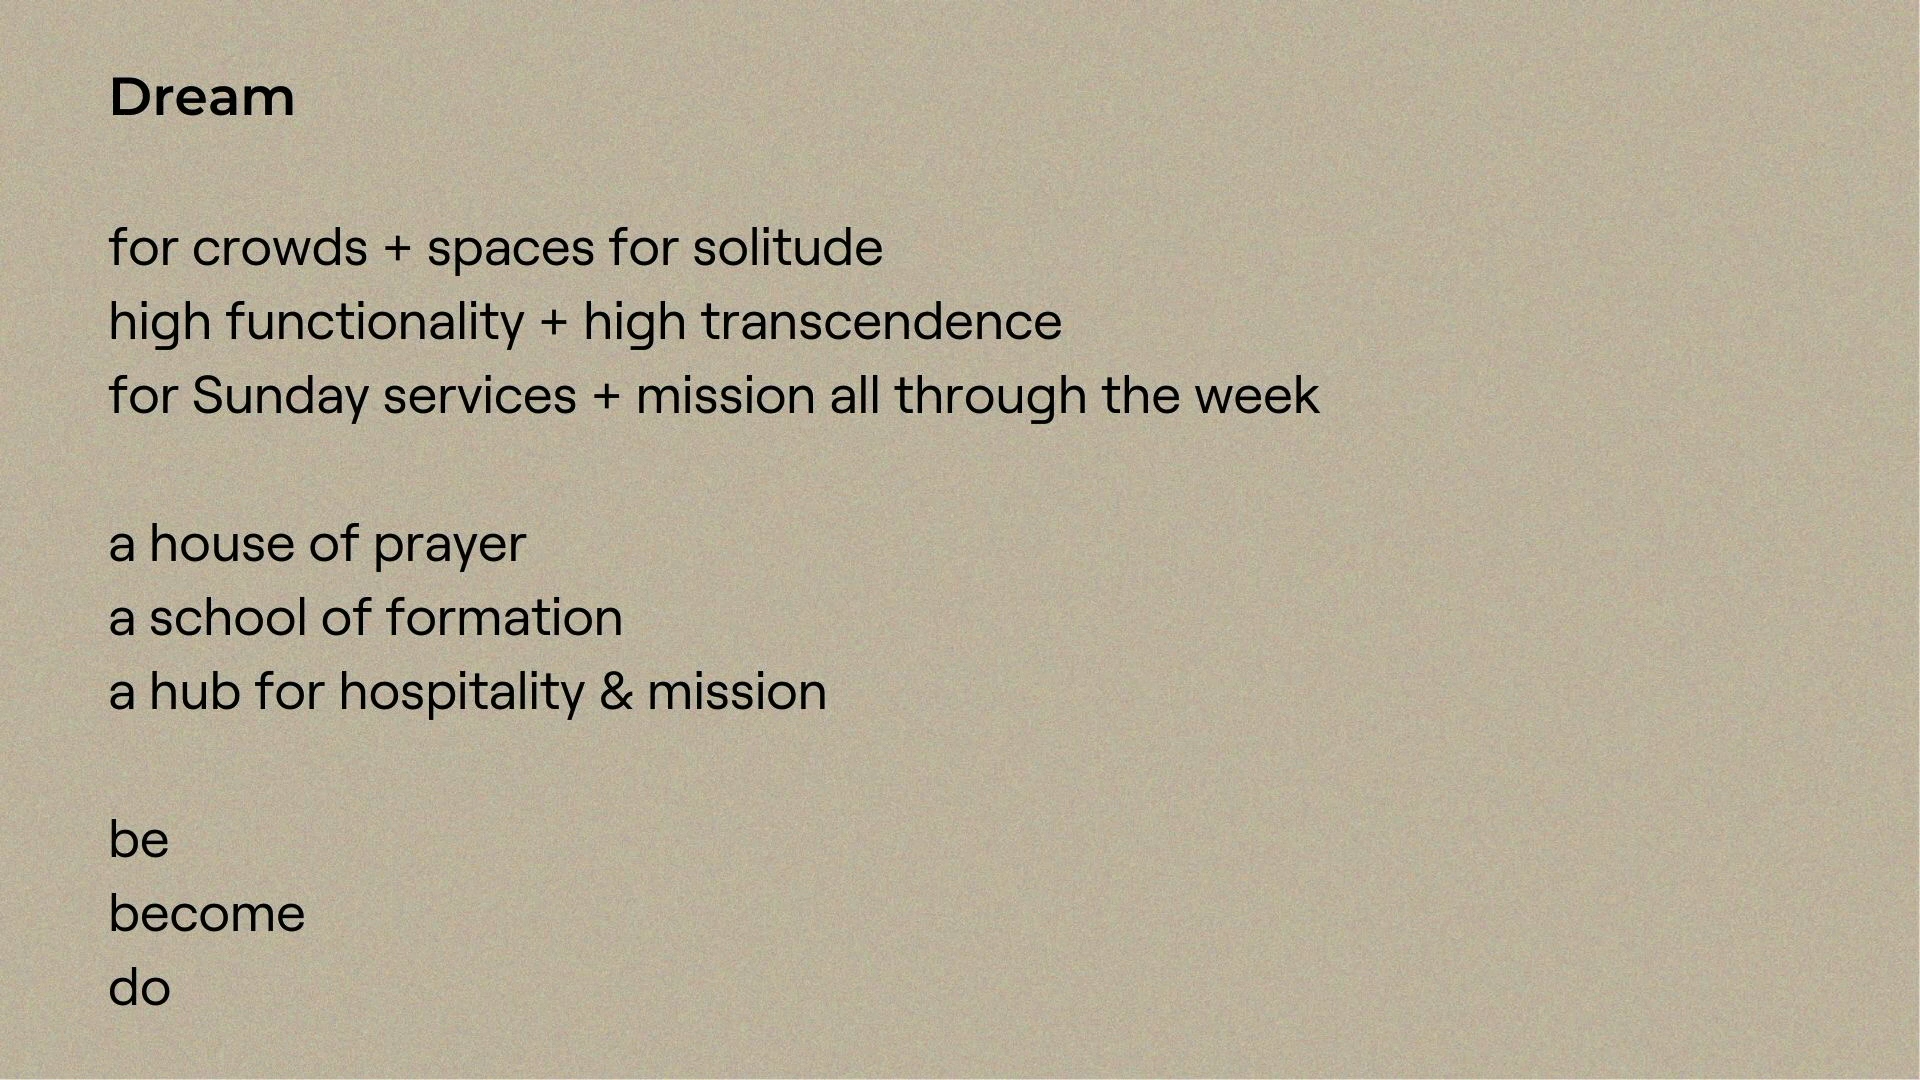 Dream
for crowds + spaces for solitude
high functionality + high transcendence
for Sunday services + mission all through the week
a house of prayer
a school of formation
a hub for hospitality & mission
be
become
do